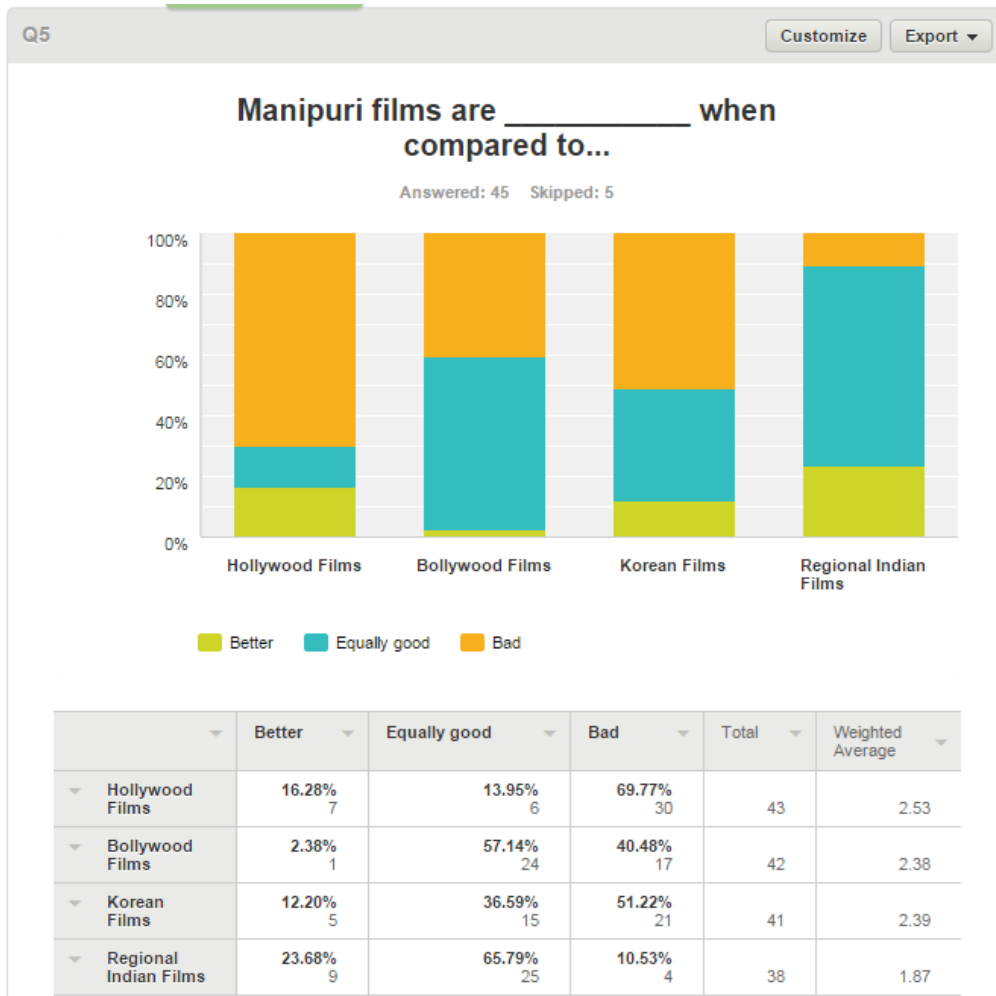 Q5
Customize
Export
Manipuri films are ___________ when
compared to...
Answered: 45 Skipped: 5
100%
80%
60%
40%
20%
0%
Hollywood Films
Bollywood Films
Korean Films
Regional Indian
Films
Better
Equally good
Bad
Better
Equally good
Bad
Total
Weighted
Average
Hollywood
Films
16.28%
7
13.95%
6
69.77%
30
43
2.53
Bollywood
Films
2.38%
1
57.14%
24
40.48%
17
42
2.38
Korean
Films
12.20%
5
36.59%
15
51.22%
21
41
2.39
Regional
Indian Films
23.68%
9
65.79%
25
10.53%
4
38
1.87